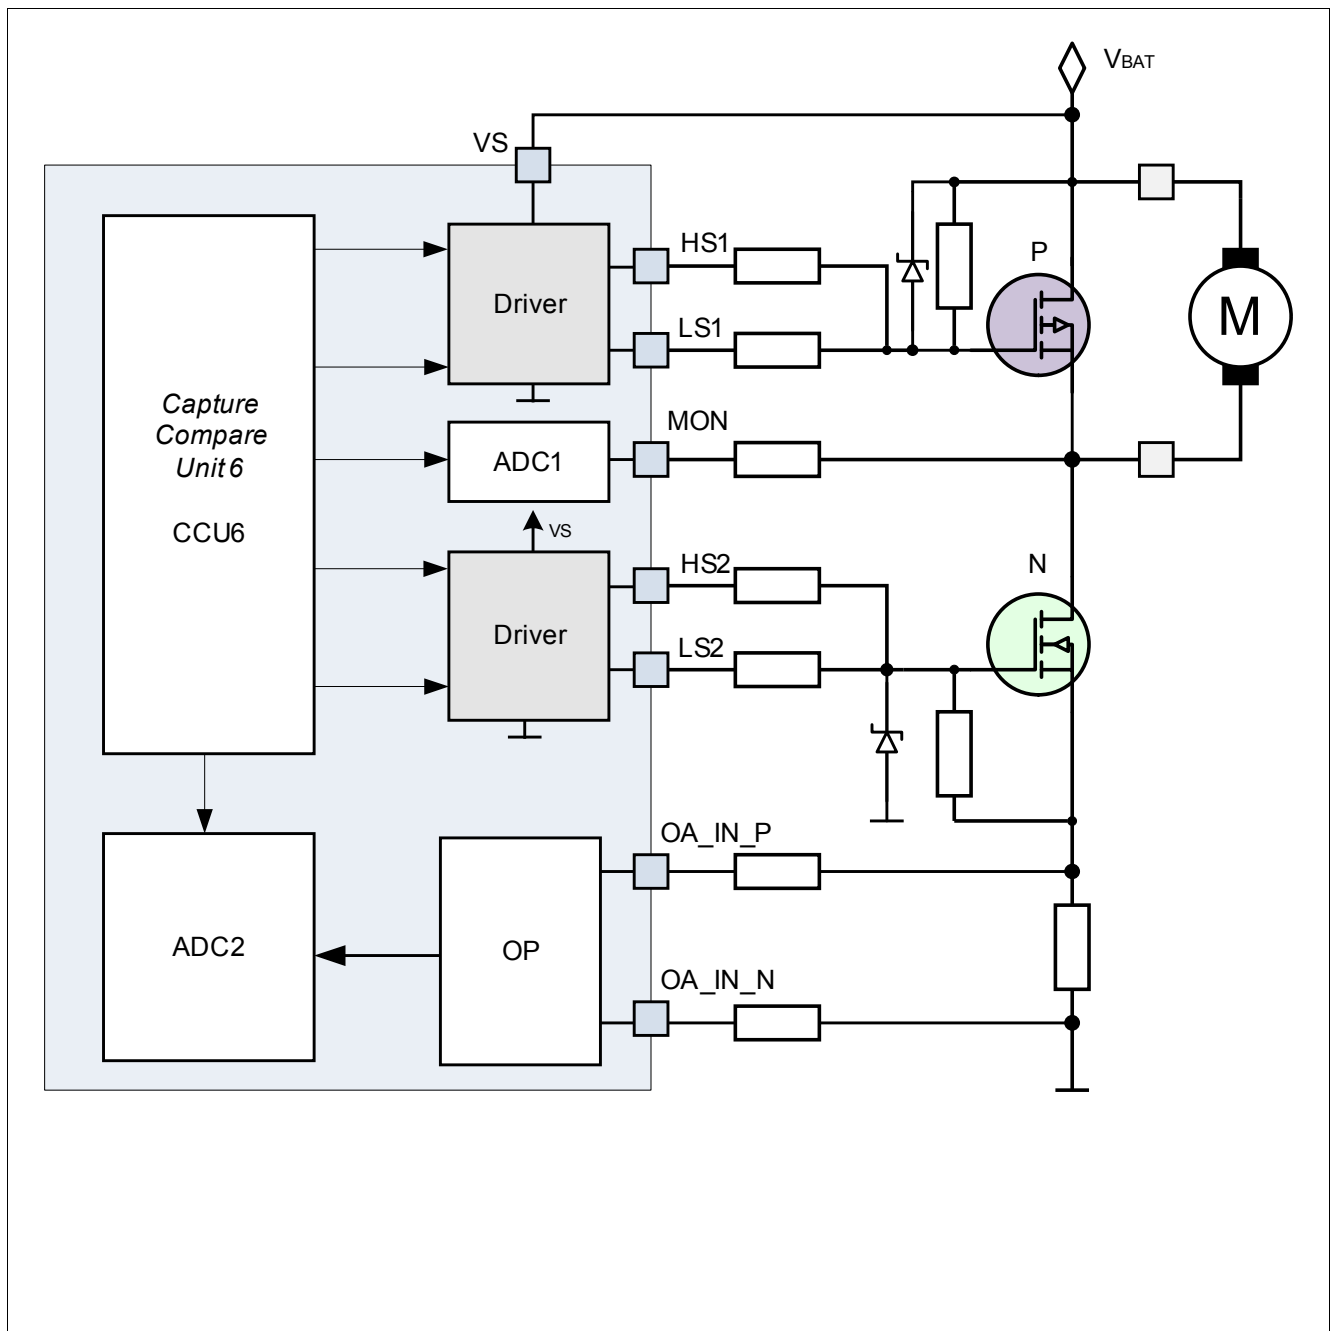 VBAT
VS
HS1
P
Driver
LS1
M
Capture
Compare
Unit 6
CCU6
MON
ADC1
VS
HS2
N
Driver
LS2
OA_IN_P
ADC2
OP
OA_IN_N